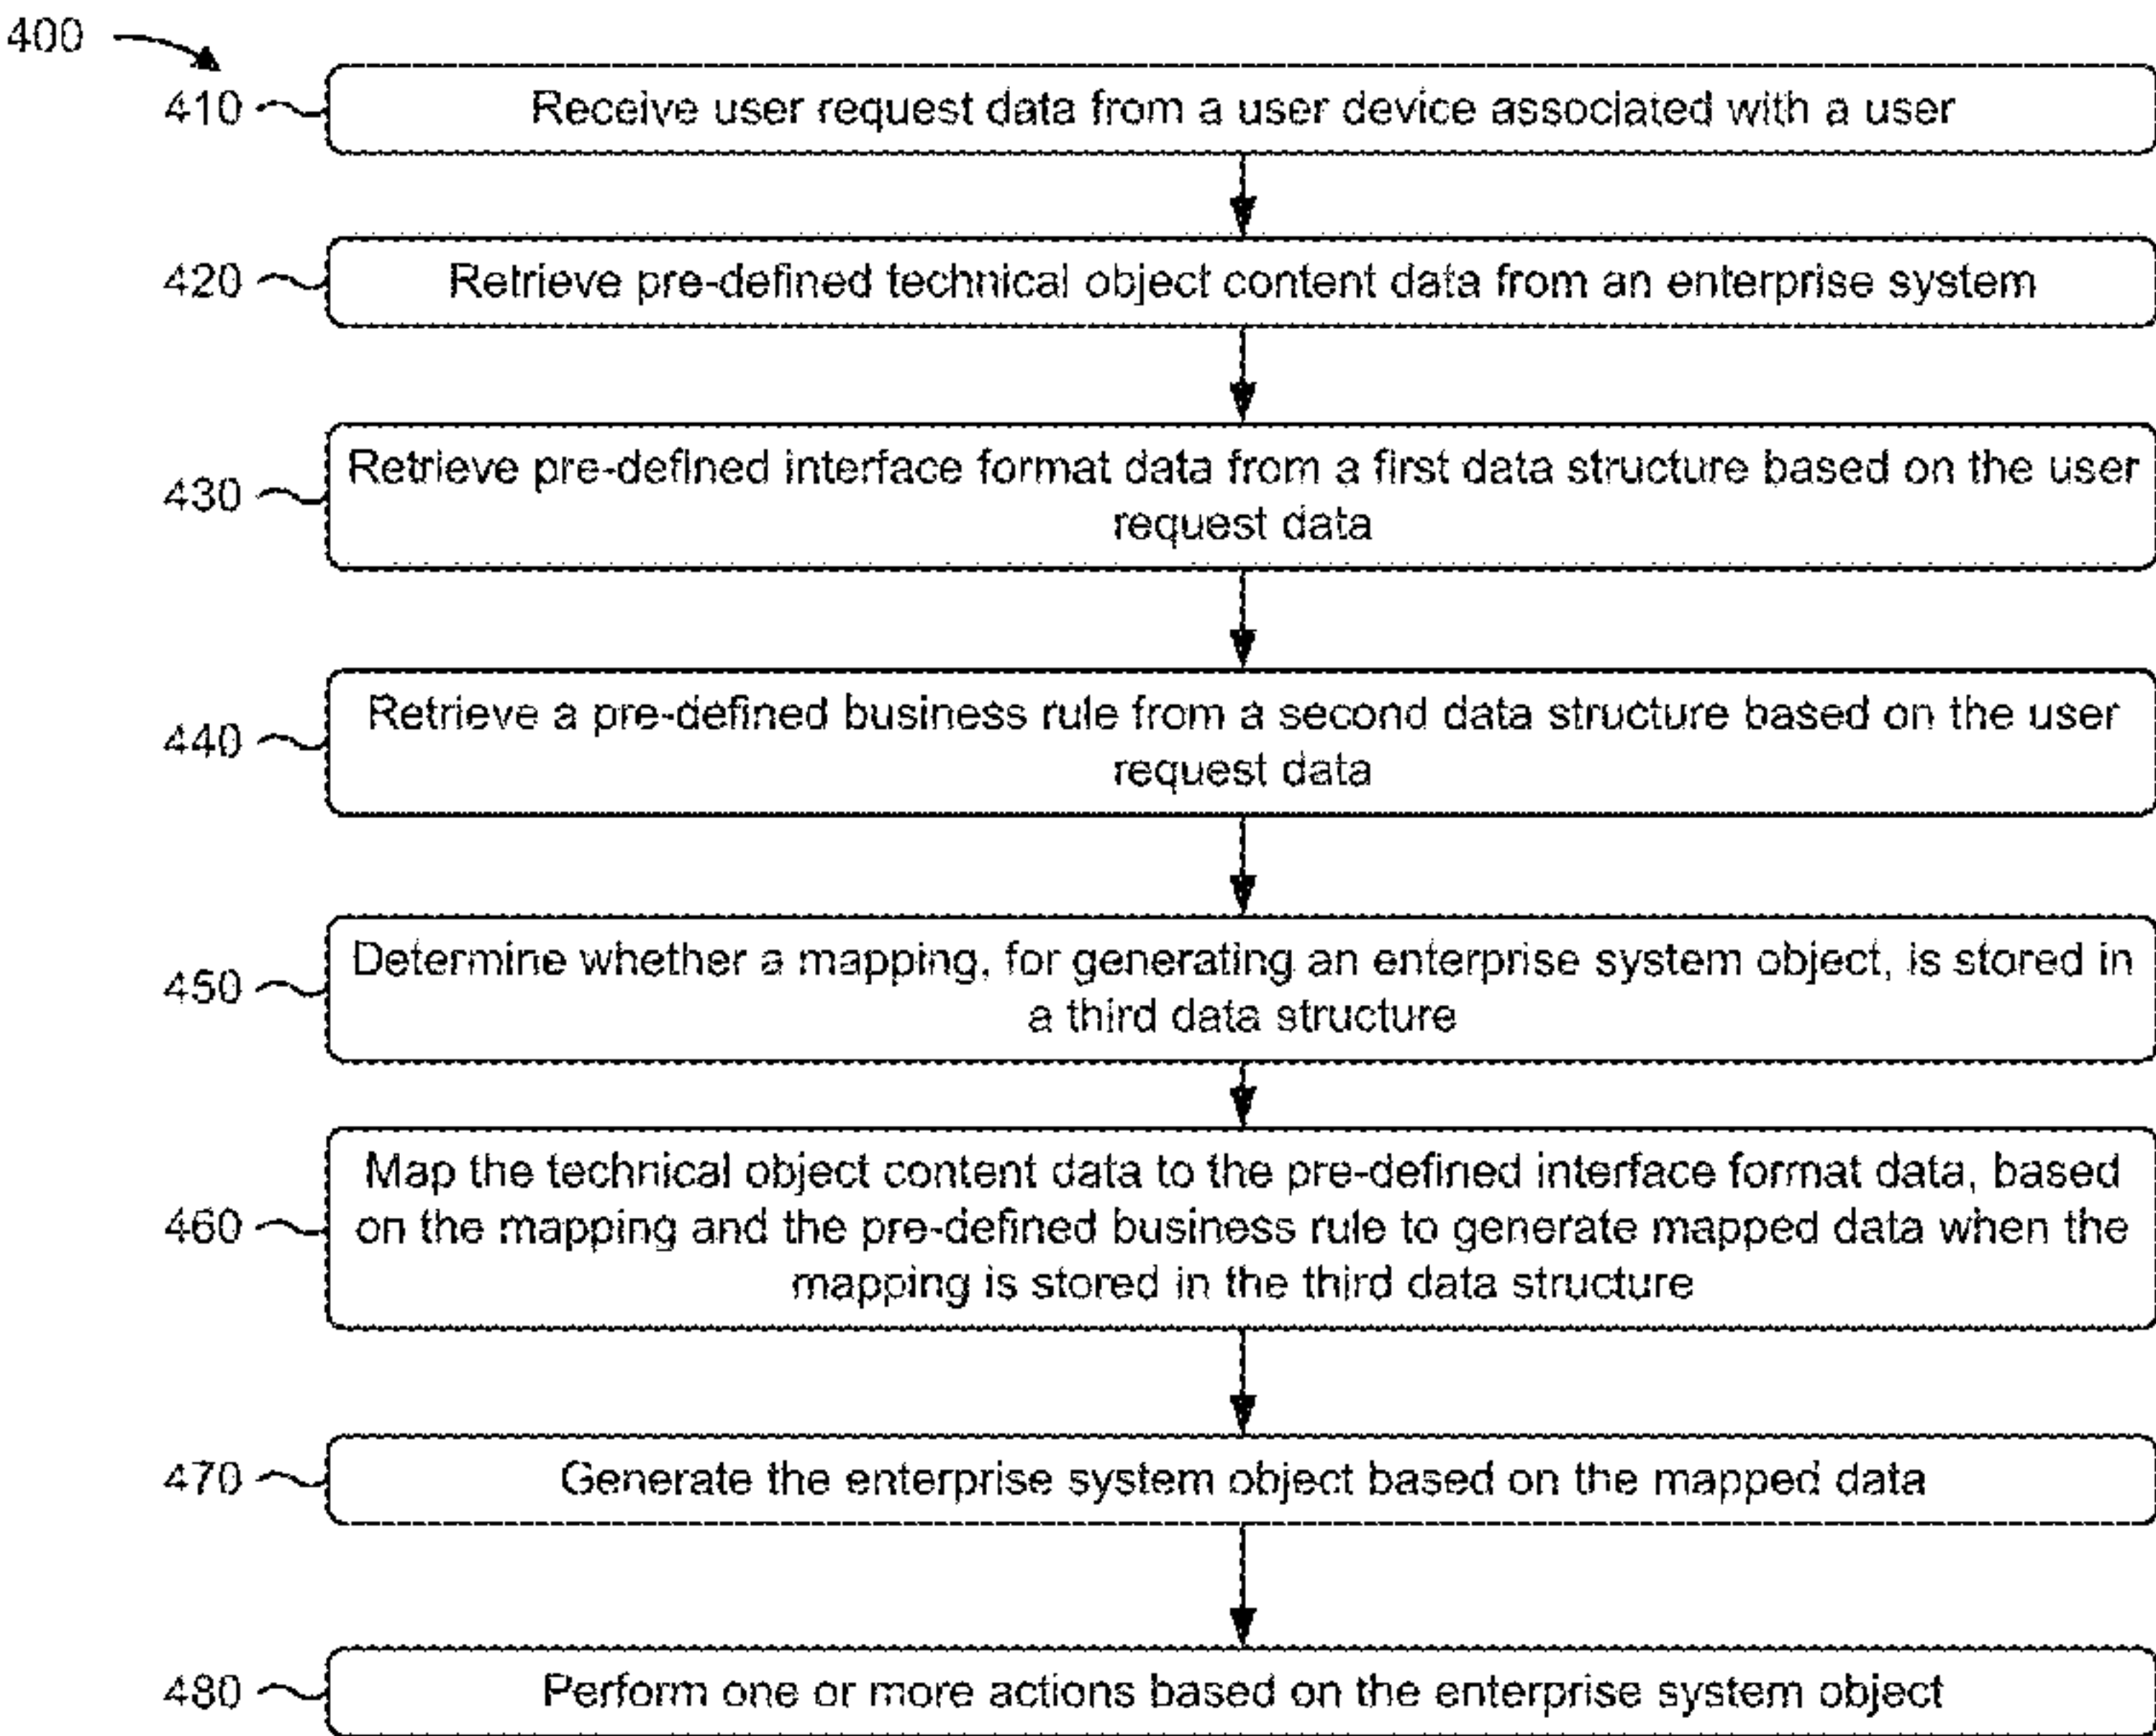 400
410
Receive user request data from a user device associated with a user
420
Retrieve pre-defined technical object content data from an enterprise system
430
Retrieve pre-defined interface format data from a first data structure based on the user
request data
440
Retrieve a pre-defined business rule from a second data structure based on the user
request data
450
Determine whether a mapping, for generating an enterprise system object, is stored in
a third data structure
460
Map the technical object content data to the pre-defined interface format data, based
on the mapping and the pre-defined business rule to generate mapped data when the
mapping is stored in the third data structure
470
Generate the enterprise system object based on the mapped data
480
Perform one or more actions based on the enterprise system object